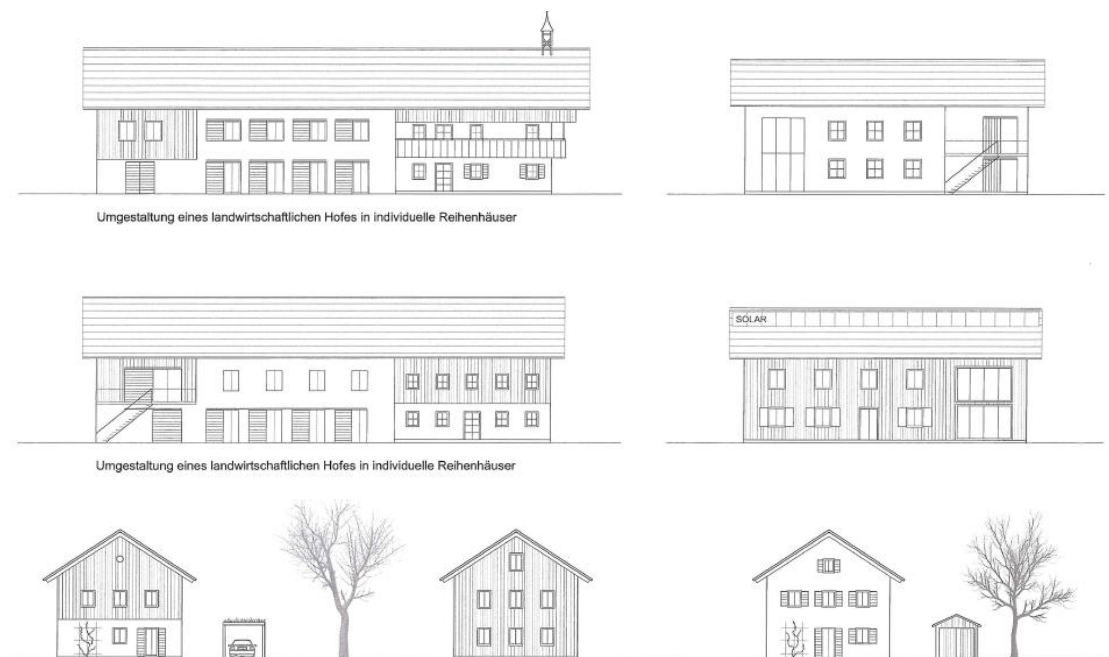 Umgestaltung eines landwirtschaftlichen Hofes in individuelle Reihenhäuser
SOLAR
Umgestaltung eines landwirtschaftlichen Hofes in individuelle Reihenhäuser